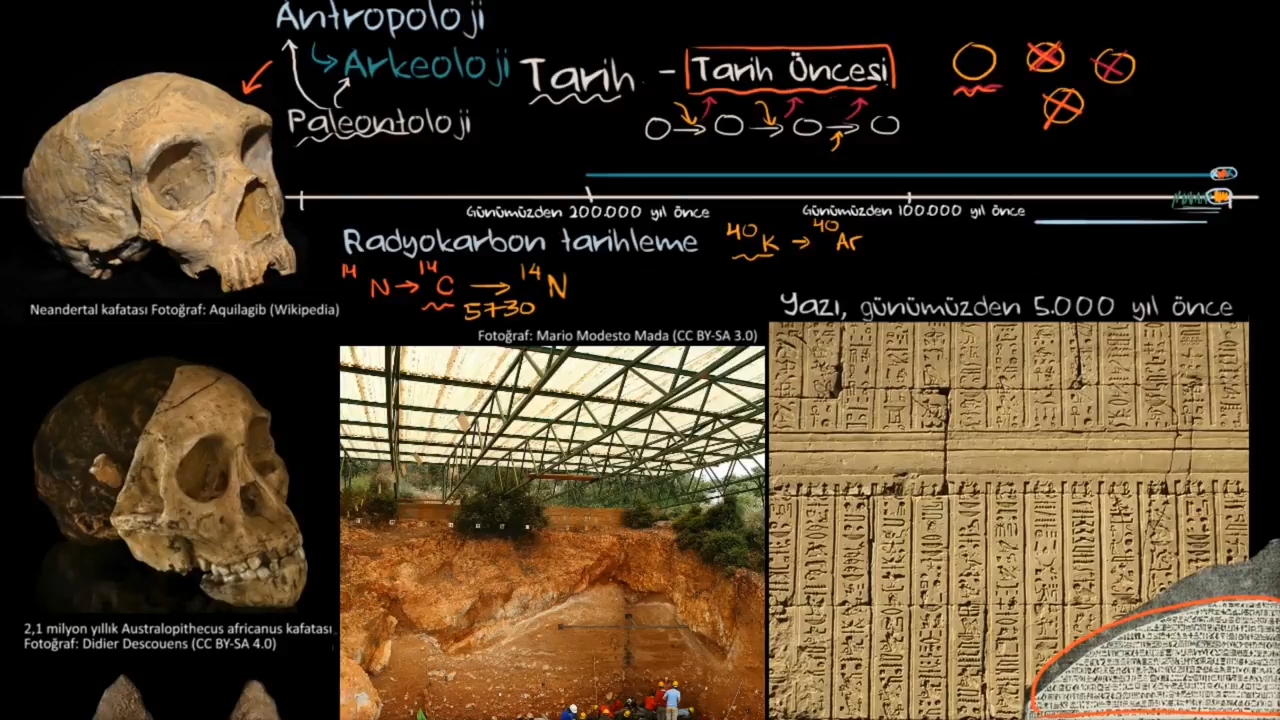 Antropoloji
Arkeoloji
Paleontoloji
Tarih - Tarih Öncesi
Günümüzden 200.000 yıl önce
Günümüzden 100.000 yıl önce
Radyokarbon tarihleme
40K → 40Ar
14N → 14C → 14N
5730
Neandertal kafatası Fotoğraf: Aquilagib (Wikipedia)
Yazı, günümüzden 5.000 yıl önce
Fotoğraf: Mario Modesto Mada (CC BY-SA 3.0)
2,1 milyon yıllık Australopithecus africanus kafatası
Fotoğraf: Didier Descouens (CC BY-SA 4.0)